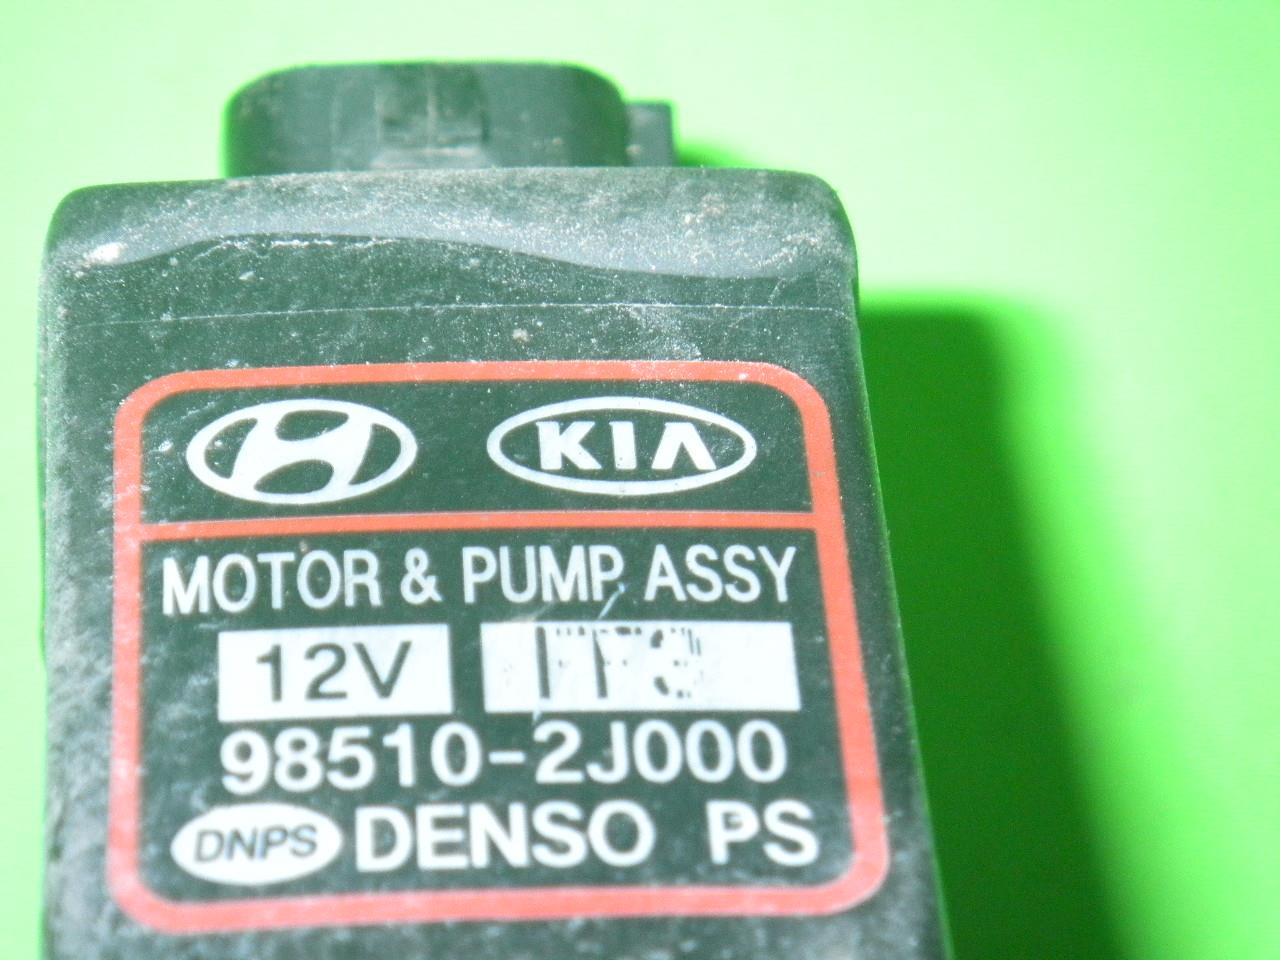 KIA
MOTOR & PUMP ASSY
12V
98510-2J000
DNPS DENSO PS